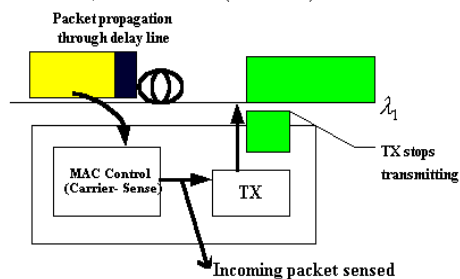 Packet propagation
through delay line
λ1
MAC Control
(Carrier- Sense)
TX
TX stops
transmitting
Incoming packet sensed